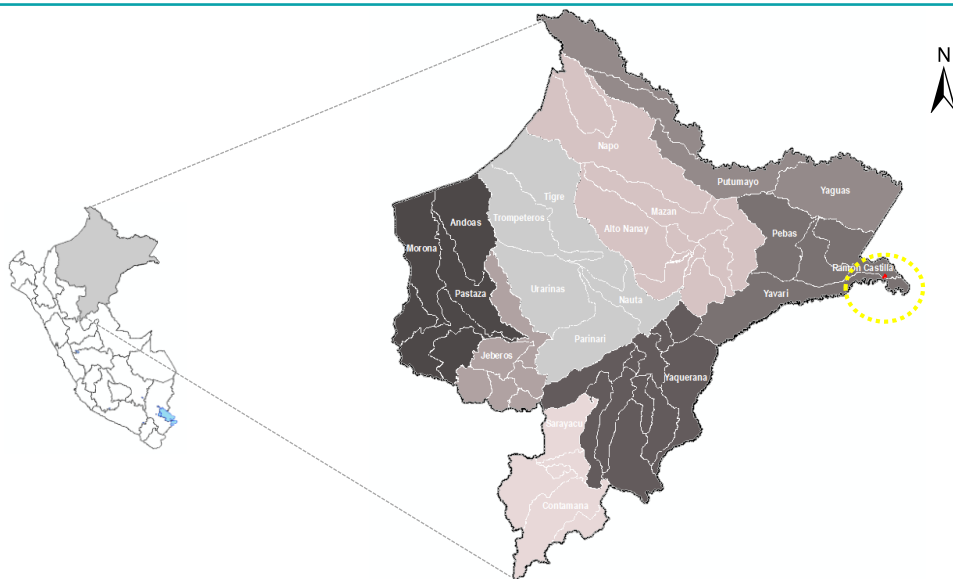 N
Napo
Putumayo
Yaguas
Tigre
Andoas
Trompeteros
Mazan
Alto Nanay
Pebas
Morona
Ramón Castilla
Urarinas
Pastaza
Yavari
Nauta
Parinari
Jeberos
Yaquerana
Sarayacu
Contamana